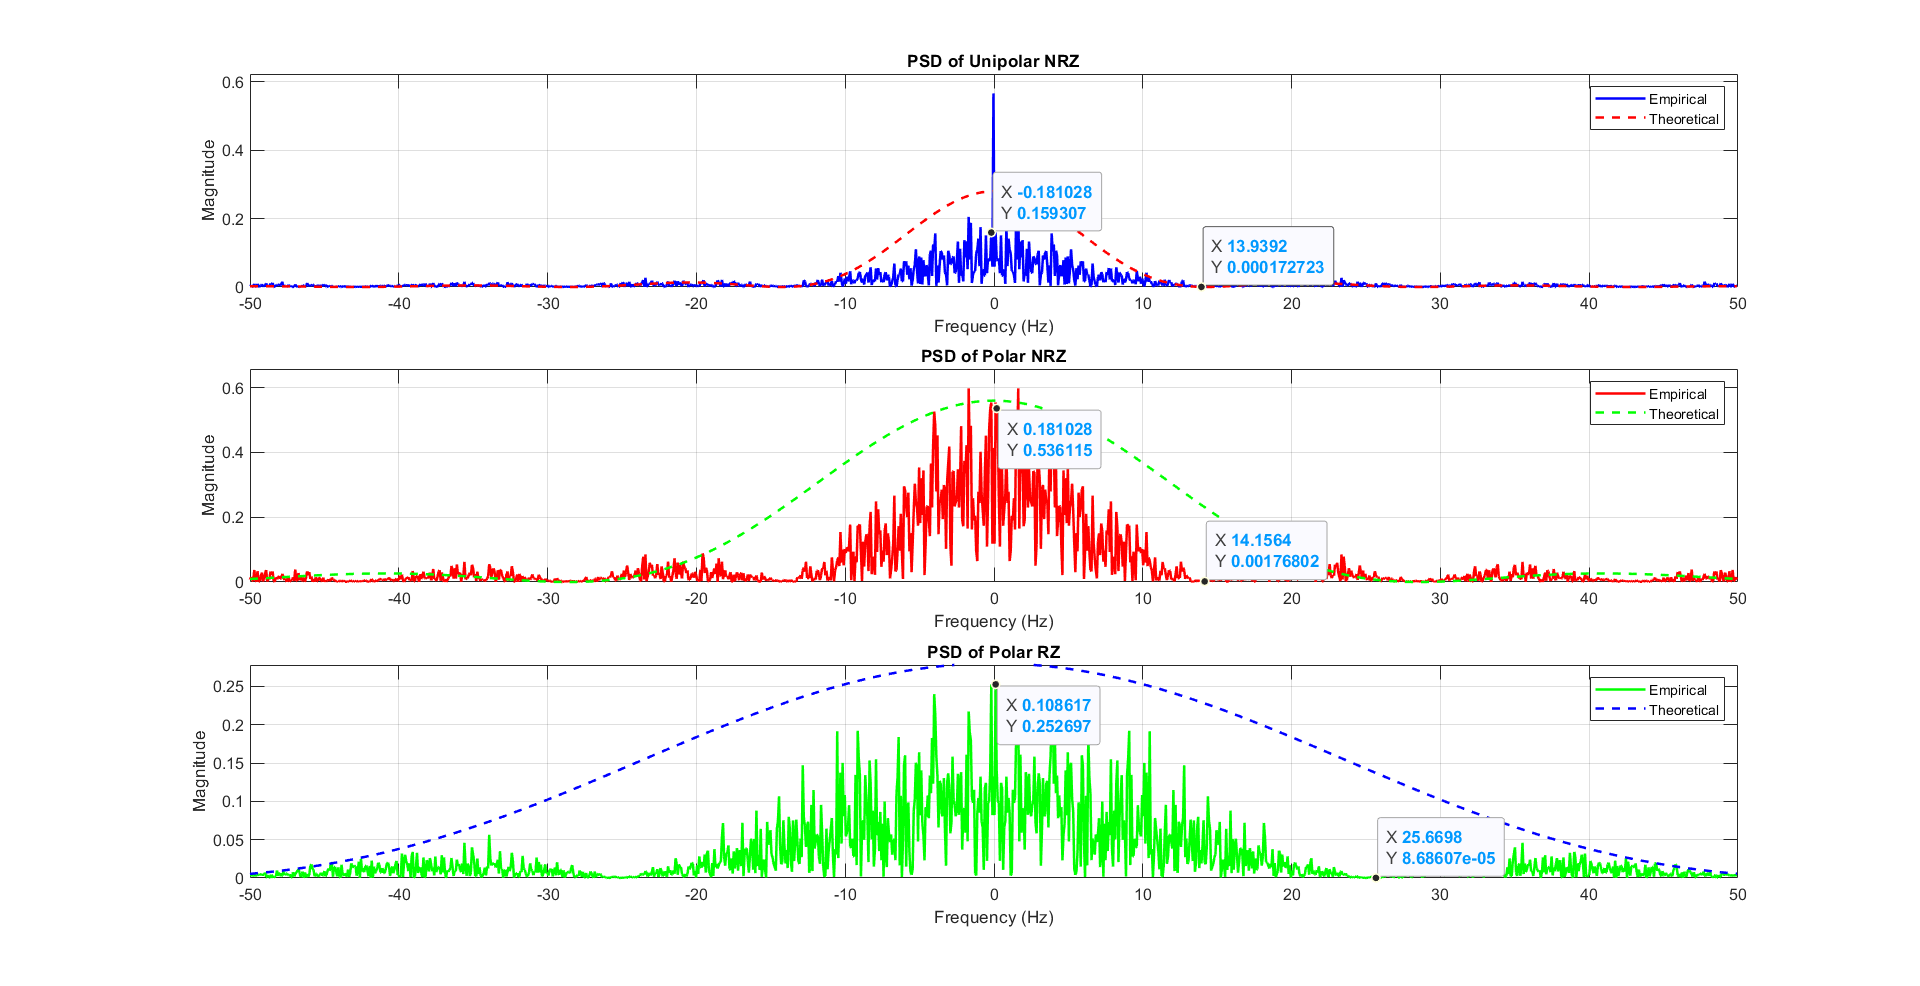 PSD of Unipolar NRZ
0.6
0.4
0.2
0
Magnitude
Empirical
Theoretical
X -0.181028
Y 0.159307
X 13.9392
Y 0.000172723
-50 -40 -30 -20 -10 0 10 20 30 40 50
Frequency (Hz)
PSD of Polar NRZ
0.6
0.4
0.2
0
Magnitude
Empirical
Theoretical
X 0.181028
Y 0.536115
X 14.1564
Y 0.00176802
-50 -40 -30 -20 -10 0 10 20 30 40 50
Frequency (Hz)
PSD of Polar RZ
0.25
0.2
0.15
0.1
0.05
0
Magnitude
Empirical
Theoretical
X 0.108617
Y 0.252697
X 25.6698
Y 8.68607e-05
-50 -40 -30 -20 -10 0 10 20 30 40 50
Frequency (Hz)